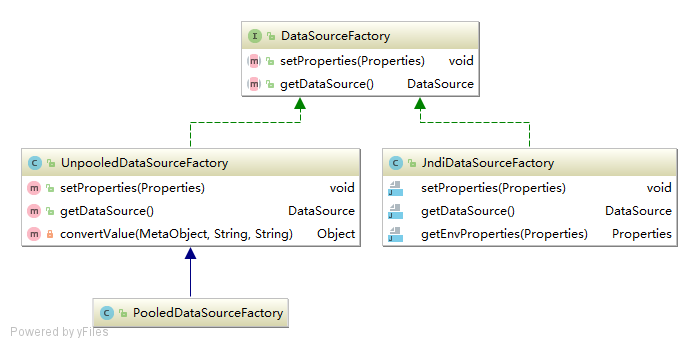 I DataSourceFactory
m setProperties(Properties) void
m getDataSource() DataSource
C UnpooledDataSourceFactory
m setProperties(Properties) void
m getDataSource() DataSource
m convertValue(MetaObject, String, String) Object
C JndiDataSourceFactory
J setProperties(Properties) void
J getDataSource() DataSource
J getEnvProperties(Properties) Properties
C PooledDataSourceFactory
Powered by yFiles